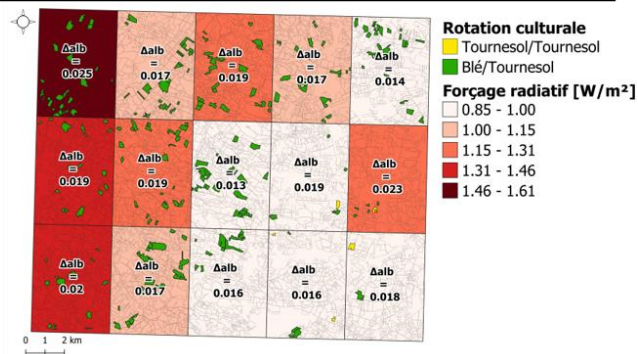 Δalb
=
0.025
Δalb
=
0.017
Δalb
=
0.019
Δalb
=
0.017
Δalb
=
0.014
Δalb
=
0.019
Δalb
=
0.019
Δalb
=
0.013
Δalb
=
0.019
Δalb
=
0.023
Δalb
=
0.02
Δalb
=
0.017
Δalb
=
0.016
Δalb
=
0.016
Δalb
=
0.018
0 1 2 km
Rotation culturale
Tournesol/Tournesol
Blé/Tournesol
Forçage radiatif [W/m²]
0.85 - 1.00
1.00 - 1.15
1.15 - 1.31
1.31 - 1.46
1.46 - 1.61